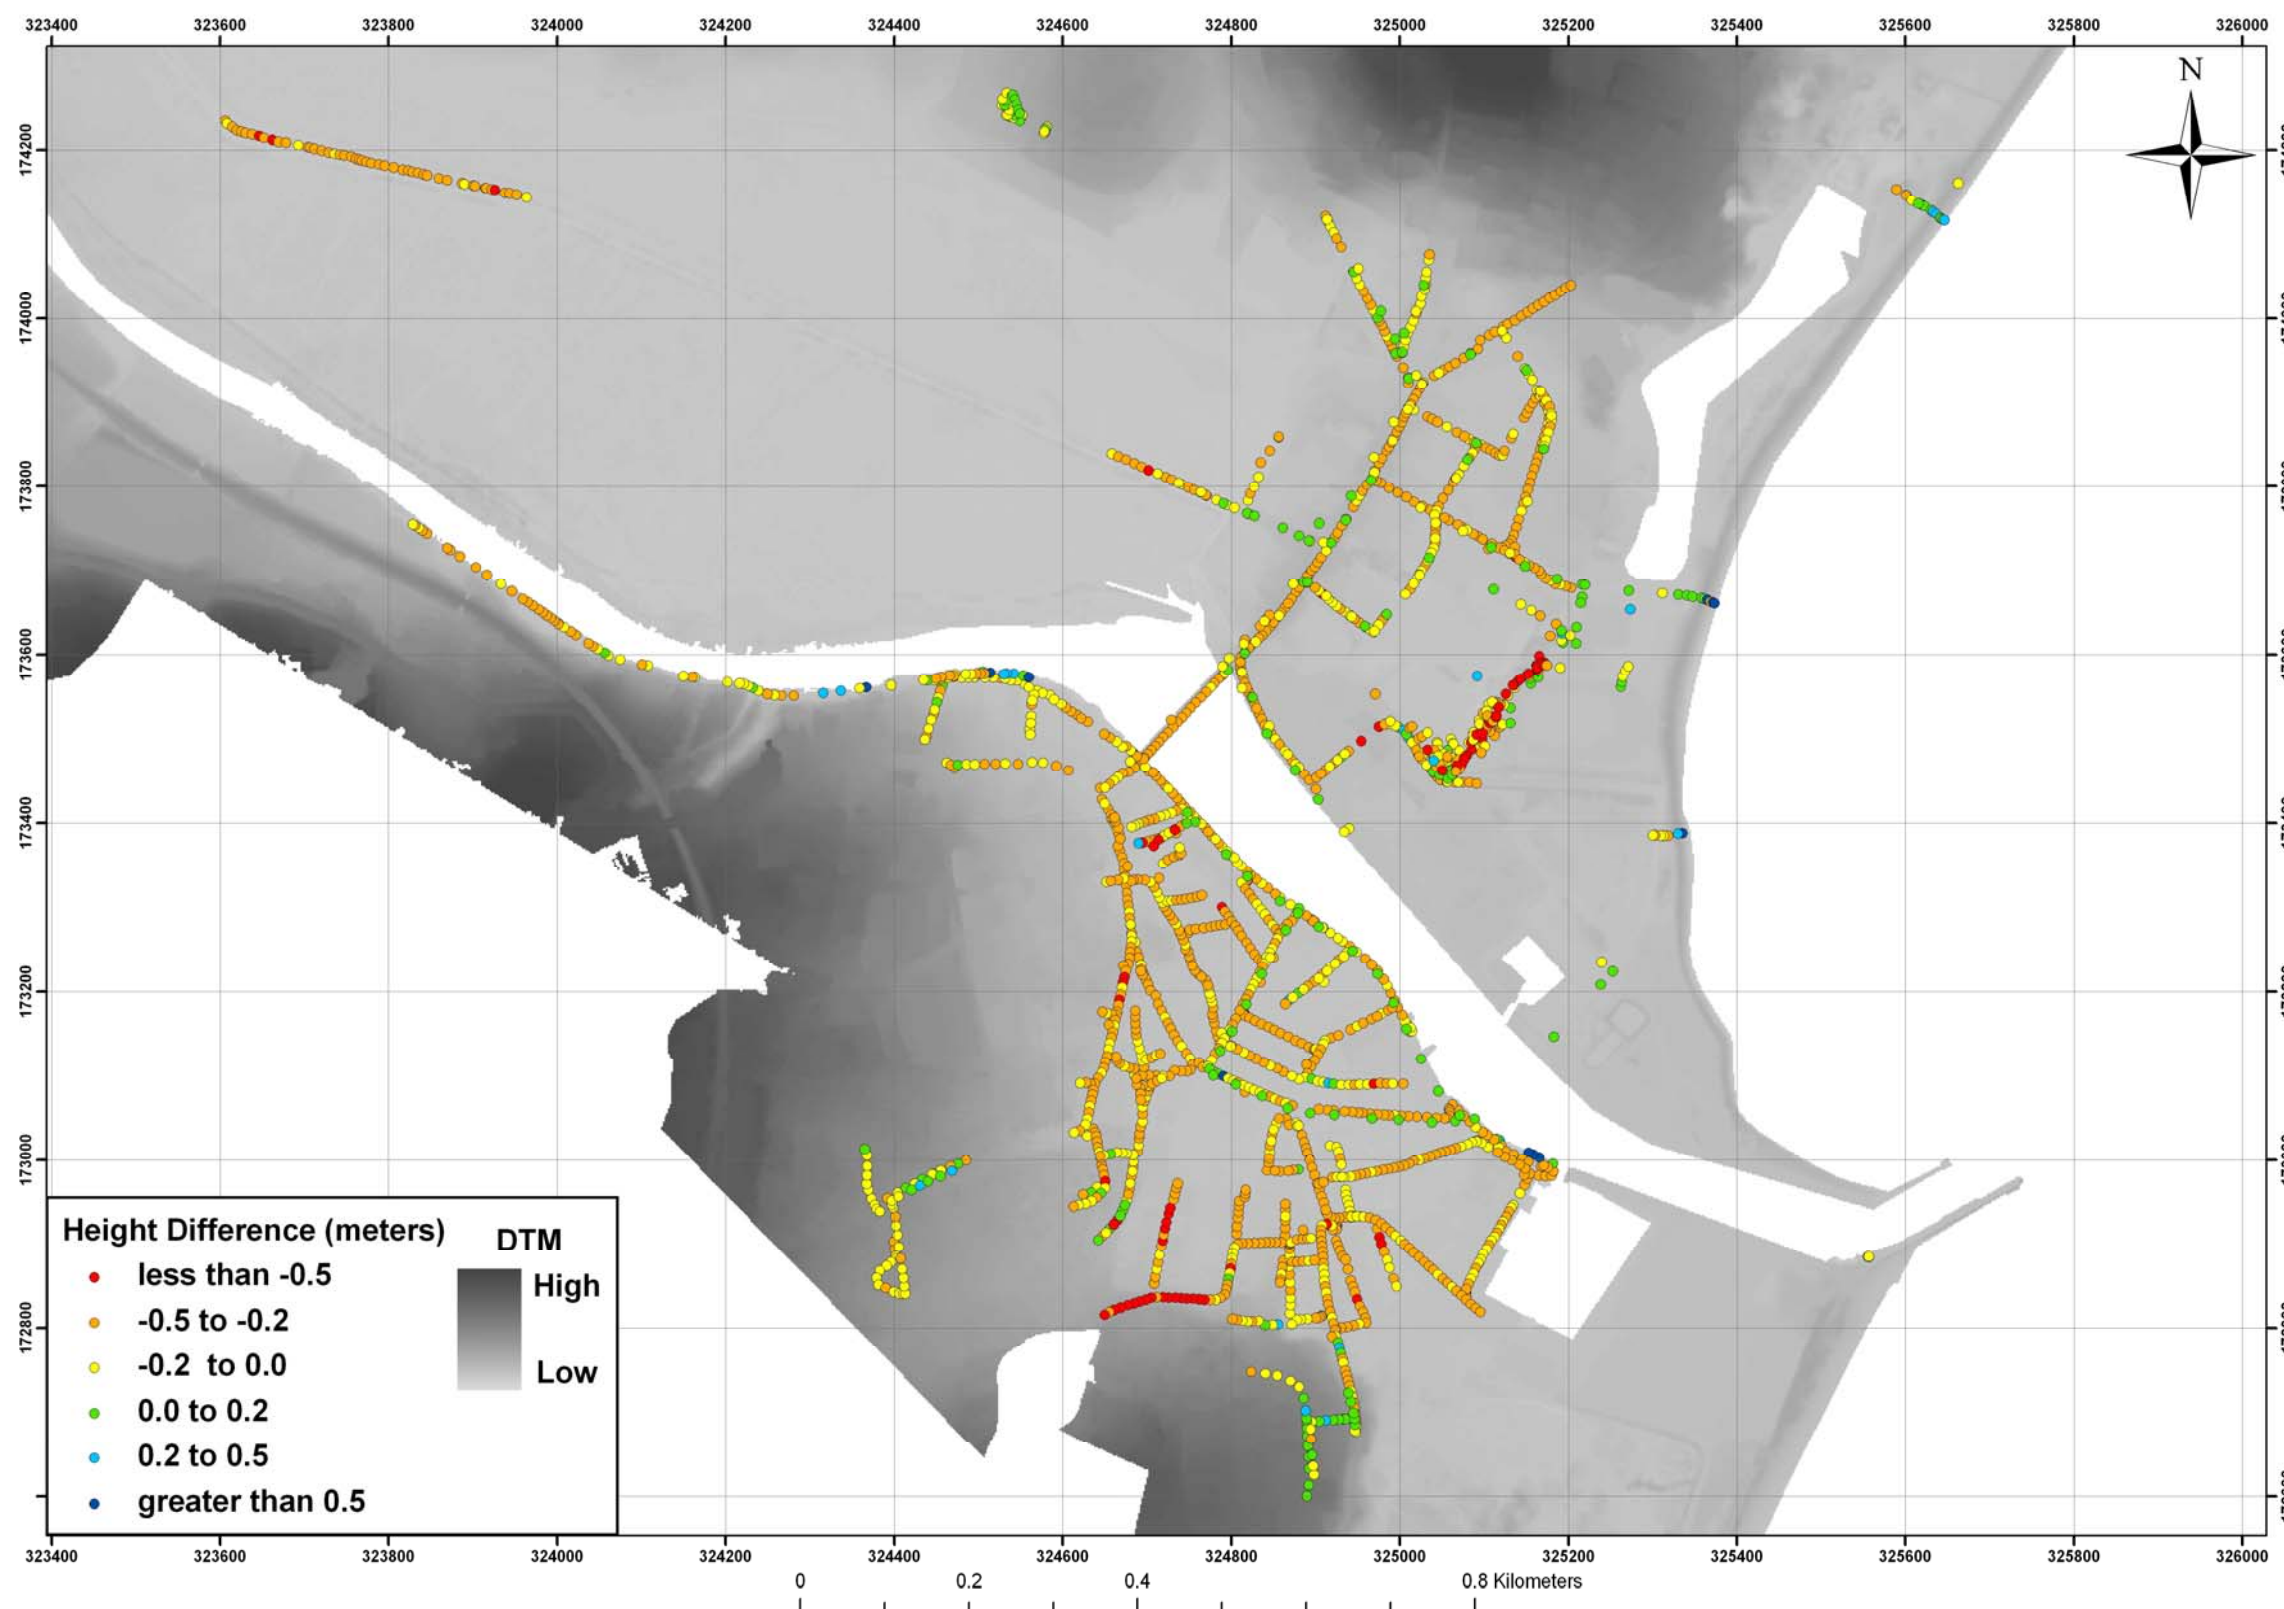 323400 323600 323800 324000 324200 324400 324600 324800 325000 325200 325400 325600 325800 326000
N
174200
174000
173800
173600
173400
173200
173000
172800
Height Difference (meters)
DTM
less than -0.5
High
-0.5 to -0.2
-0.2 to 0.0
Low
0.0 to 0.2
0.2 to 0.5
greater than 0.5
323400 323600 323800 324000 324200 324400 324600 324800 325000 325200 325400 325600 325800 326000
0 0.2 0.4 0.8 Kilometers